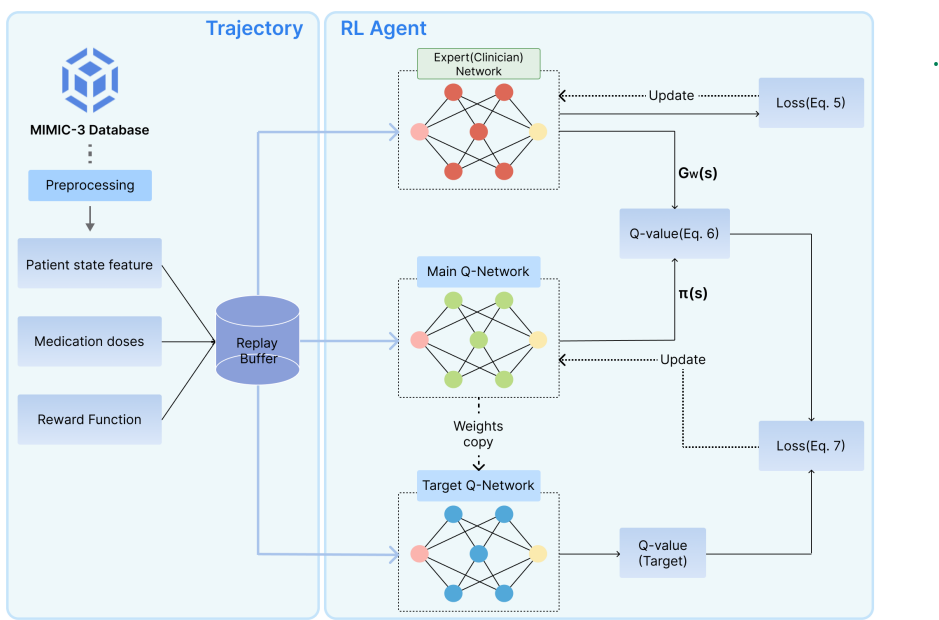 Trajectory
MIMIC-3 Database
Preprocessing
Patient state feature
Medication doses
Reward Function
Replay
Buffer
RL Agent
Expert(Clinician)
Network
Update
Loss(Eq. 5)
Gw(s)
Q-value(Eq. 6)
Main Q-Network
π(s)
Update
Weights
copy
Loss(Eq. 7)
Target Q-Network
Q-value
(Target)